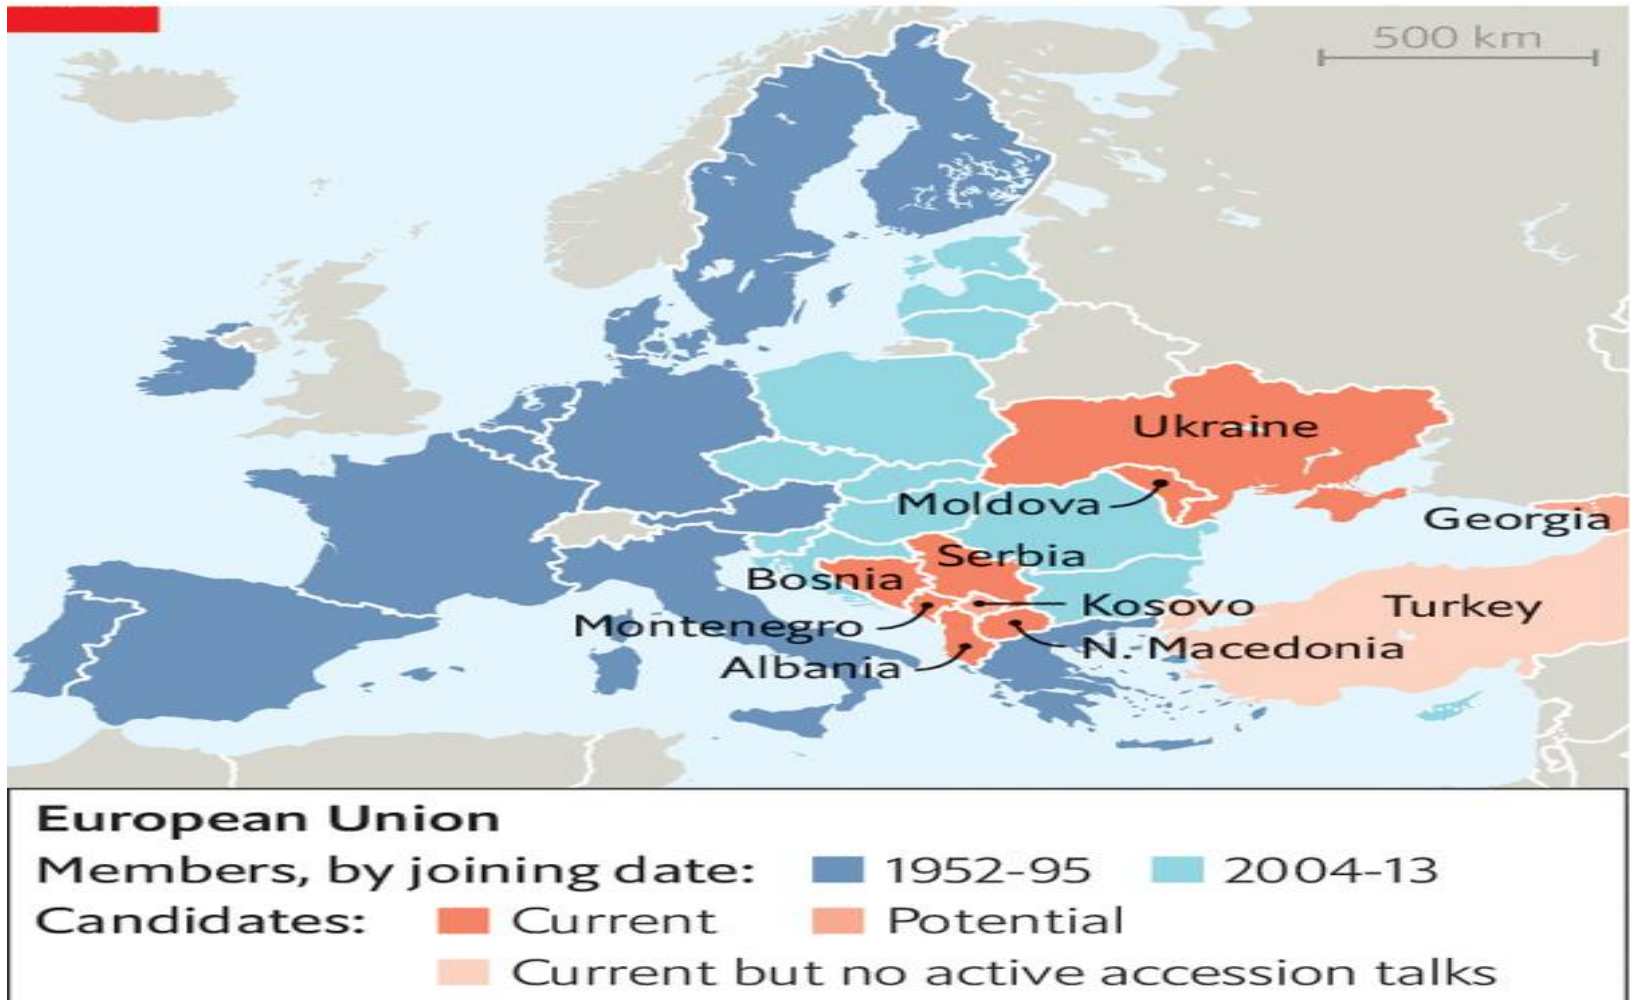 500 km
Ukraine
Moldova
Georgia
Serbia
Bosnia
Kosovo
Turkey
Montenegro
N. Macedonia
Albania
European Union
Members, by joining date: 1952-95 2004-13
Candidates: Current Potential
Current but no active accession talks